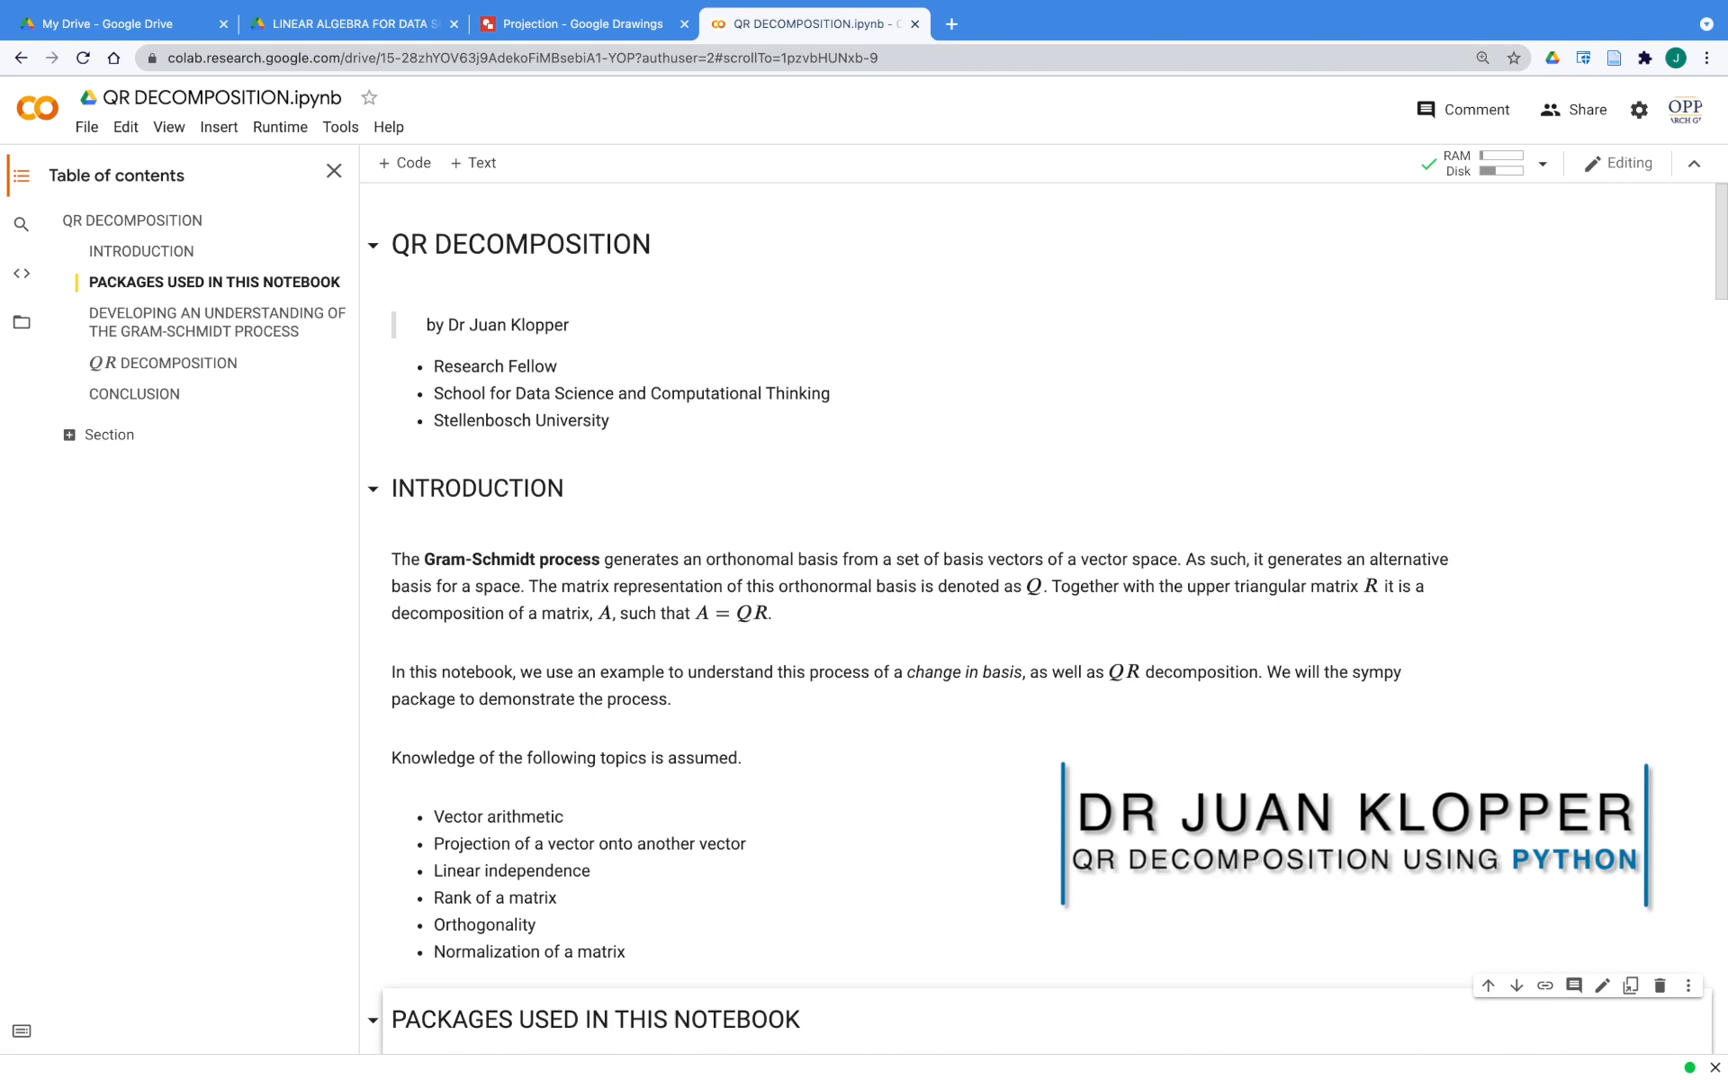 My Drive - Google Drive
LINEAR ALGEBRA FOR DATA S
Projection - Google Drawings
QR DECOMPOSITION.ipynb -
colab.research.google.com/drive/15-28zhYOV63j9AdekoFiMBsebiA1-YOP?authuser=2#scrollTo=1pzvbHUNxb-9
J
QR DECOMPOSITION.ipynb
File Edit View Insert Runtime Tools Help
Comment
Share
OPP
ARCH G
Table of contents
QR DECOMPOSITION
INTRODUCTION
PACKAGES USED IN THIS NOTEBOOK
DEVELOPING AN UNDERSTANDING OF
THE GRAM-SCHMIDT PROCESS
QR DECOMPOSITION
CONCLUSION
Section
+ Code + Text
RAM
Disk
Editing
QR DECOMPOSITION
by Dr Juan Klopper
• Research Fellow
• School for Data Science and Computational Thinking
• Stellenbosch University
INTRODUCTION
The Gram-Schmidt process generates an orthonomal basis from a set of basis vectors of a vector space. As such, it generates an alternative
basis for a space. The matrix representation of this orthonormal basis is denoted as Q. Together with the upper triangular matrix R it is a
decomposition of a matrix, A, such that A = QR.
In this notebook, we use an example to understand this process of a change in basis, as well as QR decomposition. We will the sympy
package to demonstrate the process.
Knowledge of the following topics is assumed.
• Vector arithmetic
• Projection of a vector onto another vector
• Linear independence
• Rank of a matrix
• Orthogonality
• Normalization of a matrix
DR JUAN KLOPPER
QR DECOMPOSITION USING PYTHON
PACKAGES USED IN THIS NOTEBOOK